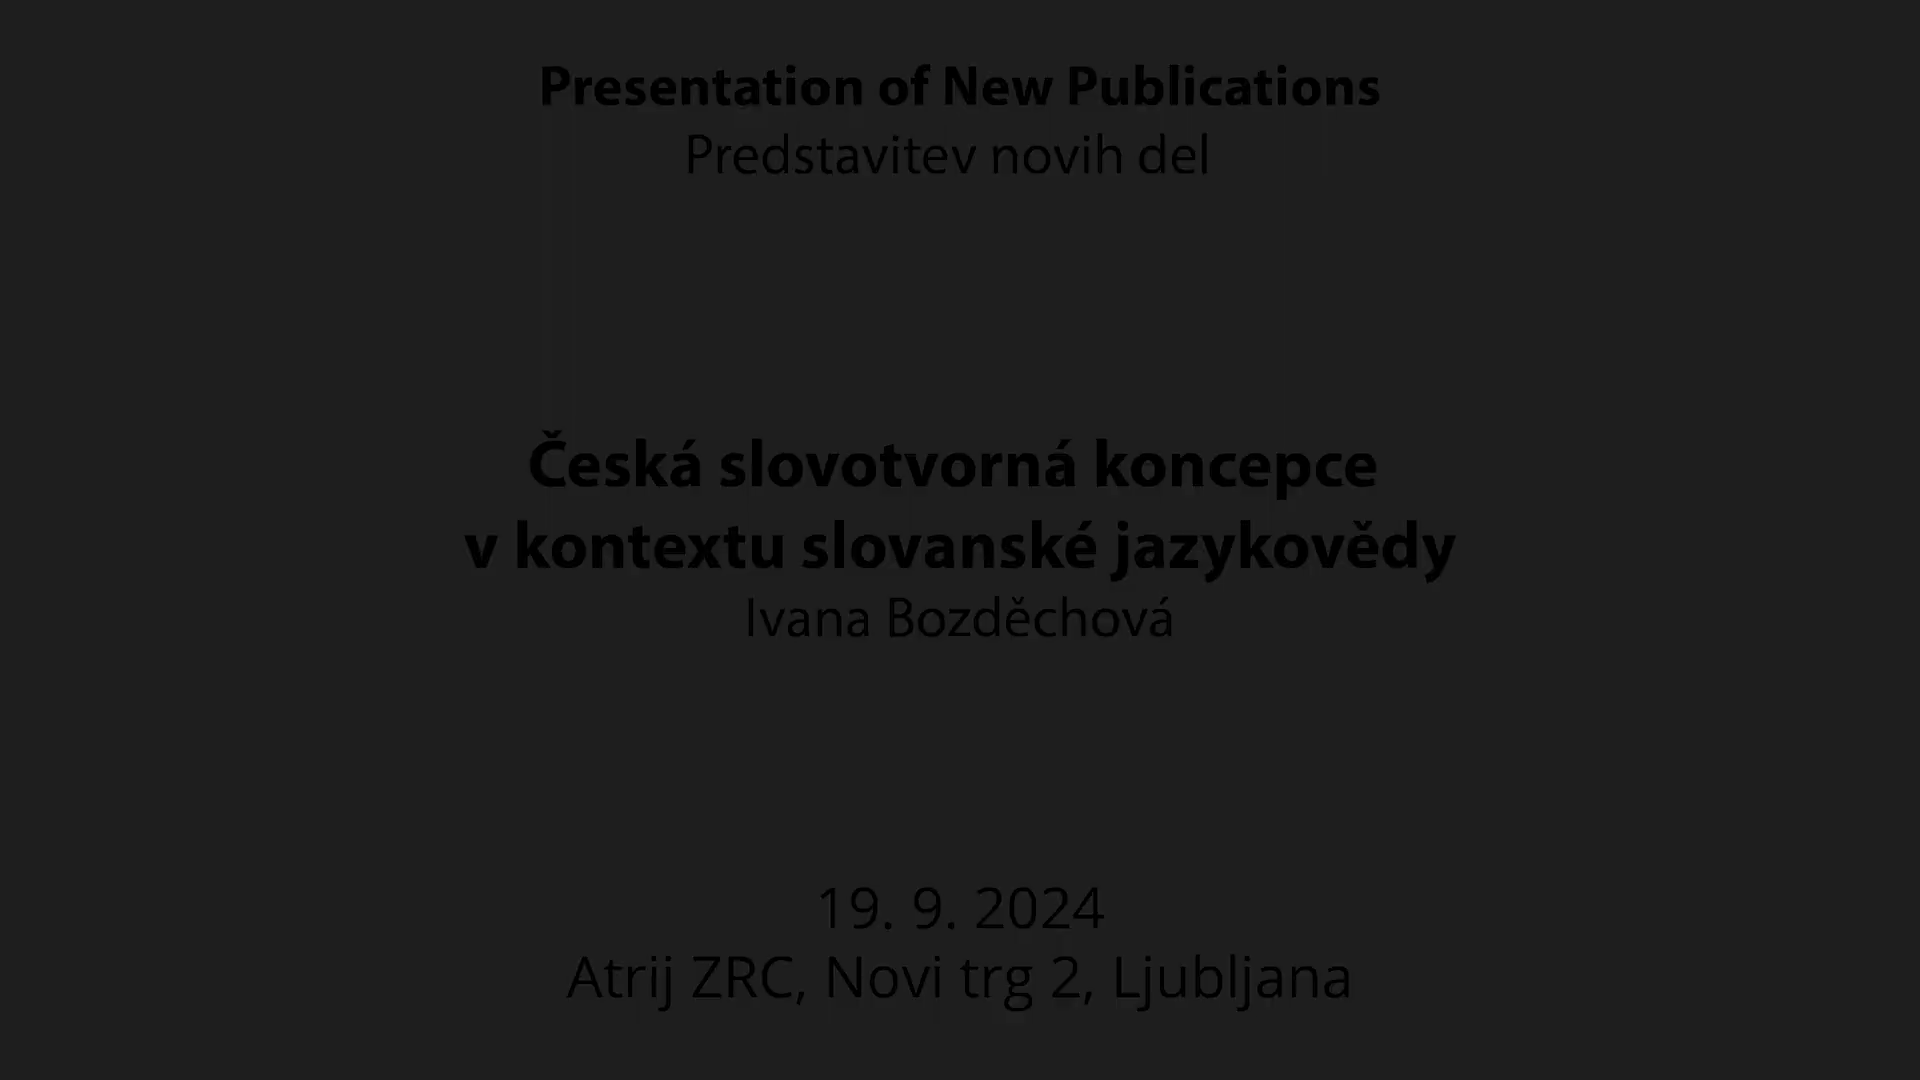 Presentation of New Publications
Predstavitev novih del
Česká slovotvorná koncepce
v kontextu slovanské jazykovědy
Ivana Bozděchová
19. 9. 2024
Atrij ZRC, Novi trg 2, Ljubljana